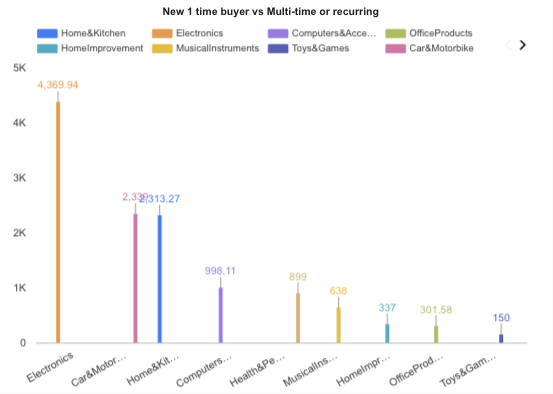 New 1 time buyer vs Multi-time or recurring
Home&Kitchen Electronics Computers&Acce… OfficeProducts
HomeImprovement MusicalInstruments Toys&Games Car&Motorbike
5K
4K
3K
2K
1K
0
4,369.94
2,339
2,313.27
998.11
899
638
337
301.58
150
Electronics
Car&Motor…
Home&Kit…
Computers…
Health&Pe…
MusicalIns…
HomeImpr…
OfficeProd…
Toys&Gam…